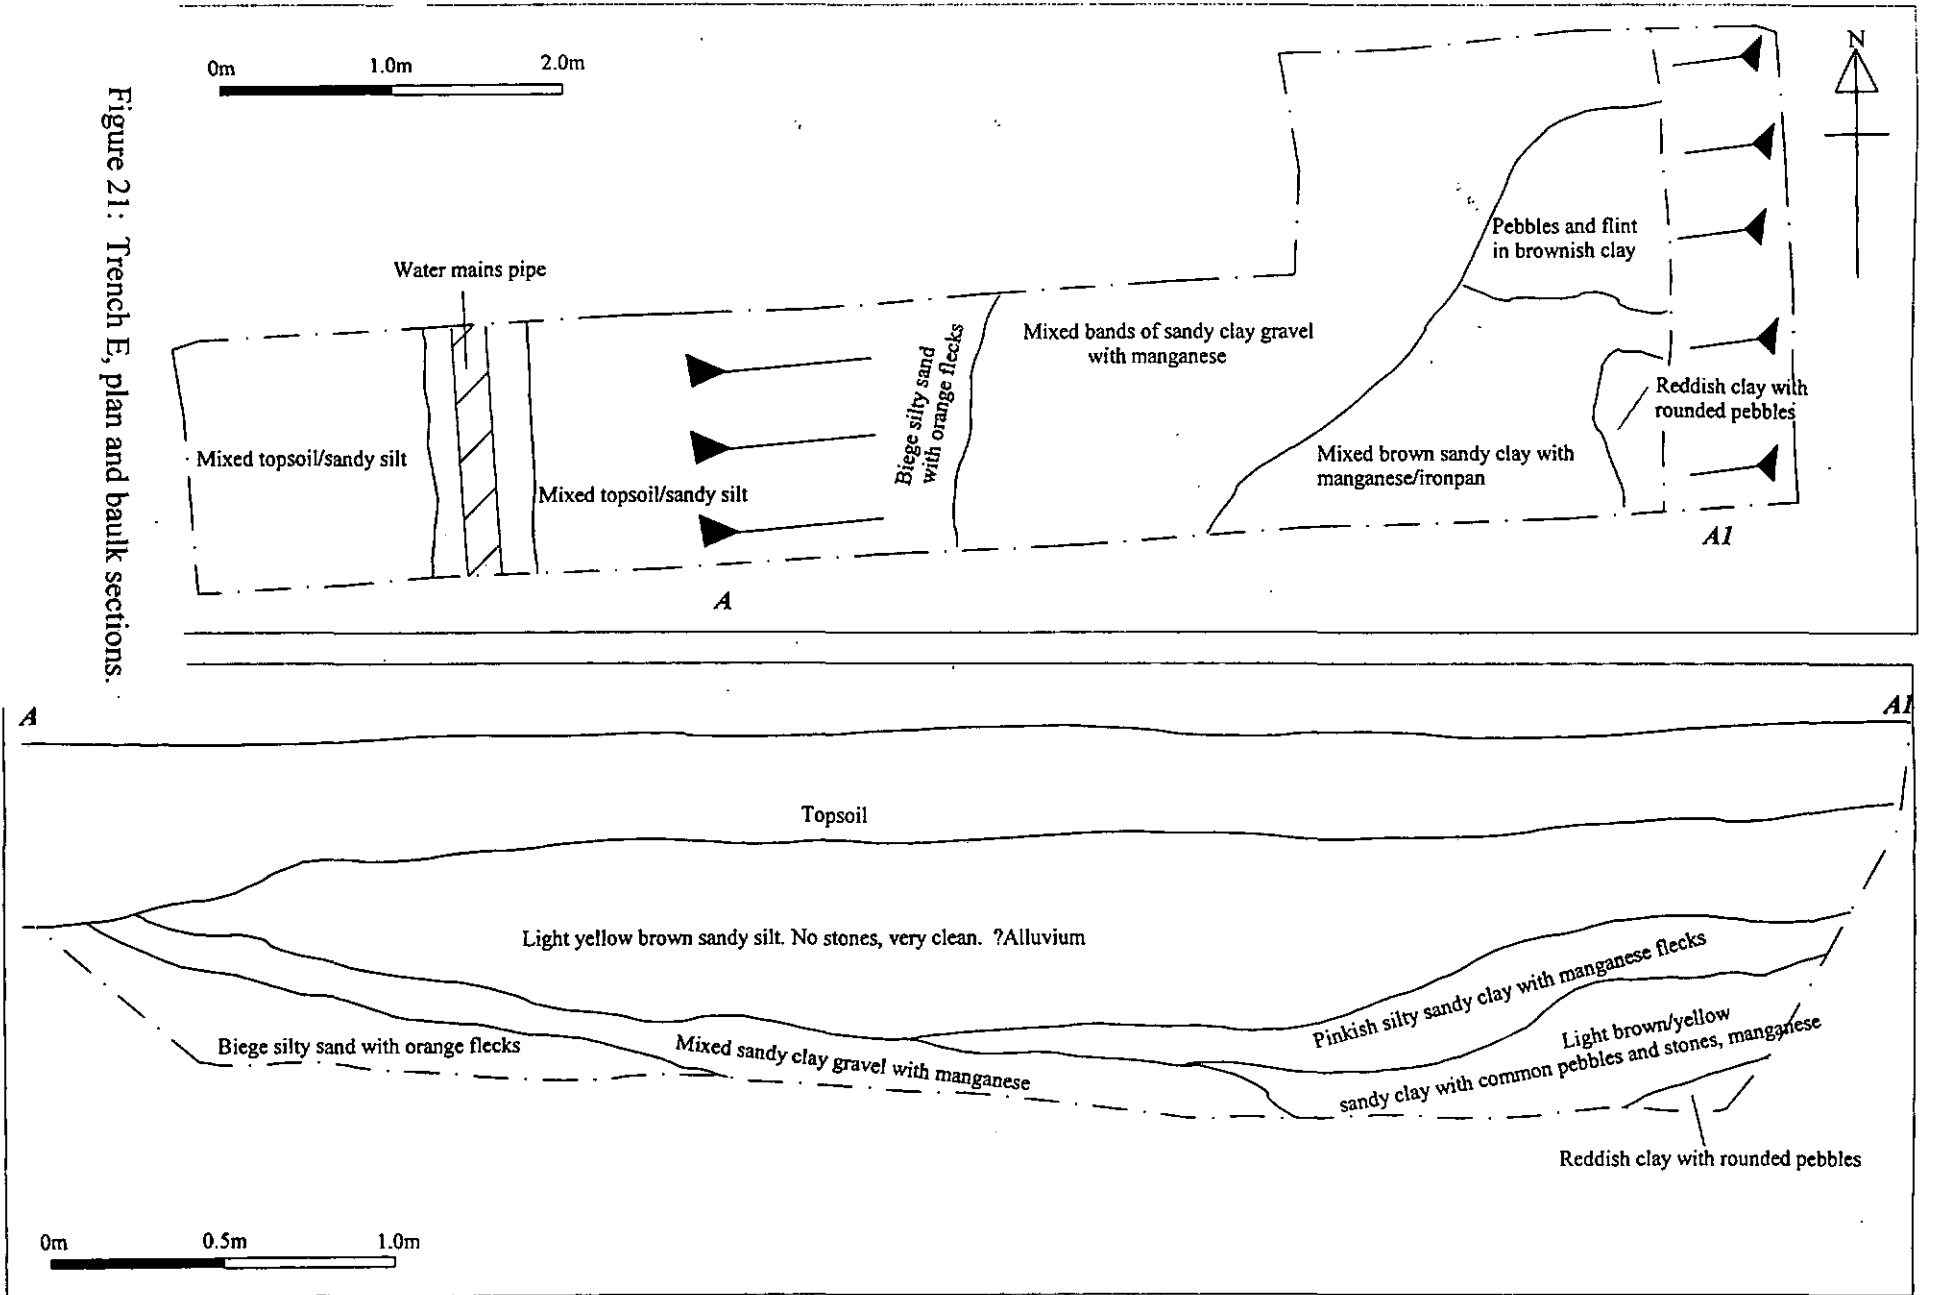 Figure 21: Trench E, plan and baulk sections.
0m 1.0m 2.0m
N
Water mains pipe
Mixed topsoil/sandy silt
Mixed topsoil/sandy silt
Biege silty sand
with orange flecks
Mixed bands of sandy clay gravel
with manganese
Pebbles and flint
in brownish clay
Reddish clay with
rounded pebbles
Mixed brown sandy clay with
manganese/ironpan
A
A1
A
A1
Topsoil
Light yellow brown sandy silt. No stones, very clean. ?Alluvium
Pinkish silty sandy clay with manganese flecks
Light brown/yellow
sandy clay with common pebbles and stones, manganese
Biege silty sand with orange flecks
Mixed sandy clay gravel with manganese
Reddish clay with rounded pebbles
0m 0.5m 1.0m